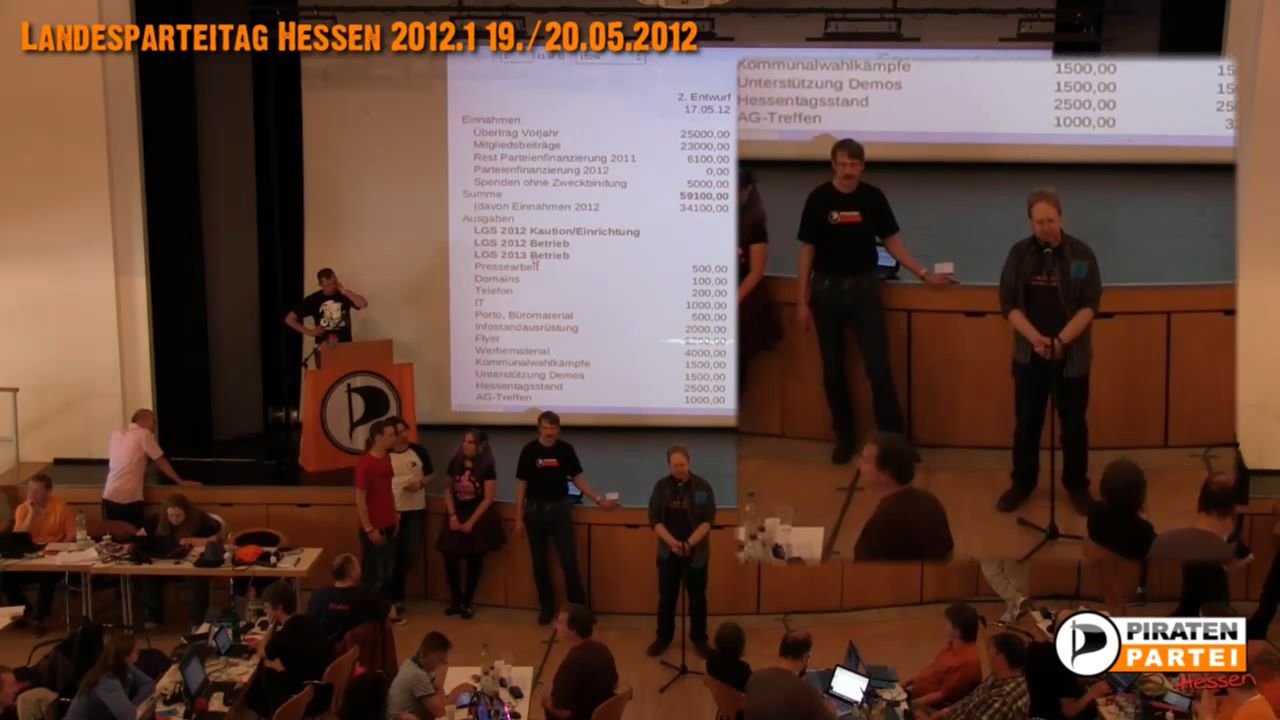 LANDESPARTEITAG HESSEN 2012.1 19./20.05.2012
2. Entwurf
17.05.12
Einnahmen:
Übertrag Vorjahr 25000,00
Mitgliedsbeiträge 23000,00
Rest Parteienfinanzierung 2011 6100,00
Parteienfinanzierung 2012 0,00
Spenden ohne Zweckbindung 5000,00
Summe 59100,00
(davon Einnahmen 2012 34100,00
Ausgaben
LGS 2012 Kaution/Einrichtung
LGS 2012 Betrieb
LGS 2013 Betrieb
Pressearbeit 500,00
Domains 100,00
Telefon 200,00
IT 1000,00
Porto, Büromaterial 500,00
Infostandausrüstung 2000,00
Flyer
Werbematerial 4000,00
Kommunalwahlkämpfe 1500,00
Unterstützung Demos 1500,00
Hessentagsstand 2500,00
AG-Treffen 1000,00
Kommunalwahlkämpfe 1500,00 15
Unterstützung Demos 1500,00 15
Hessentagsstand 2500,00 25
AG-Treffen 1000,00 3
PIRATEN
PIRATEN
PARTEI
Hessen